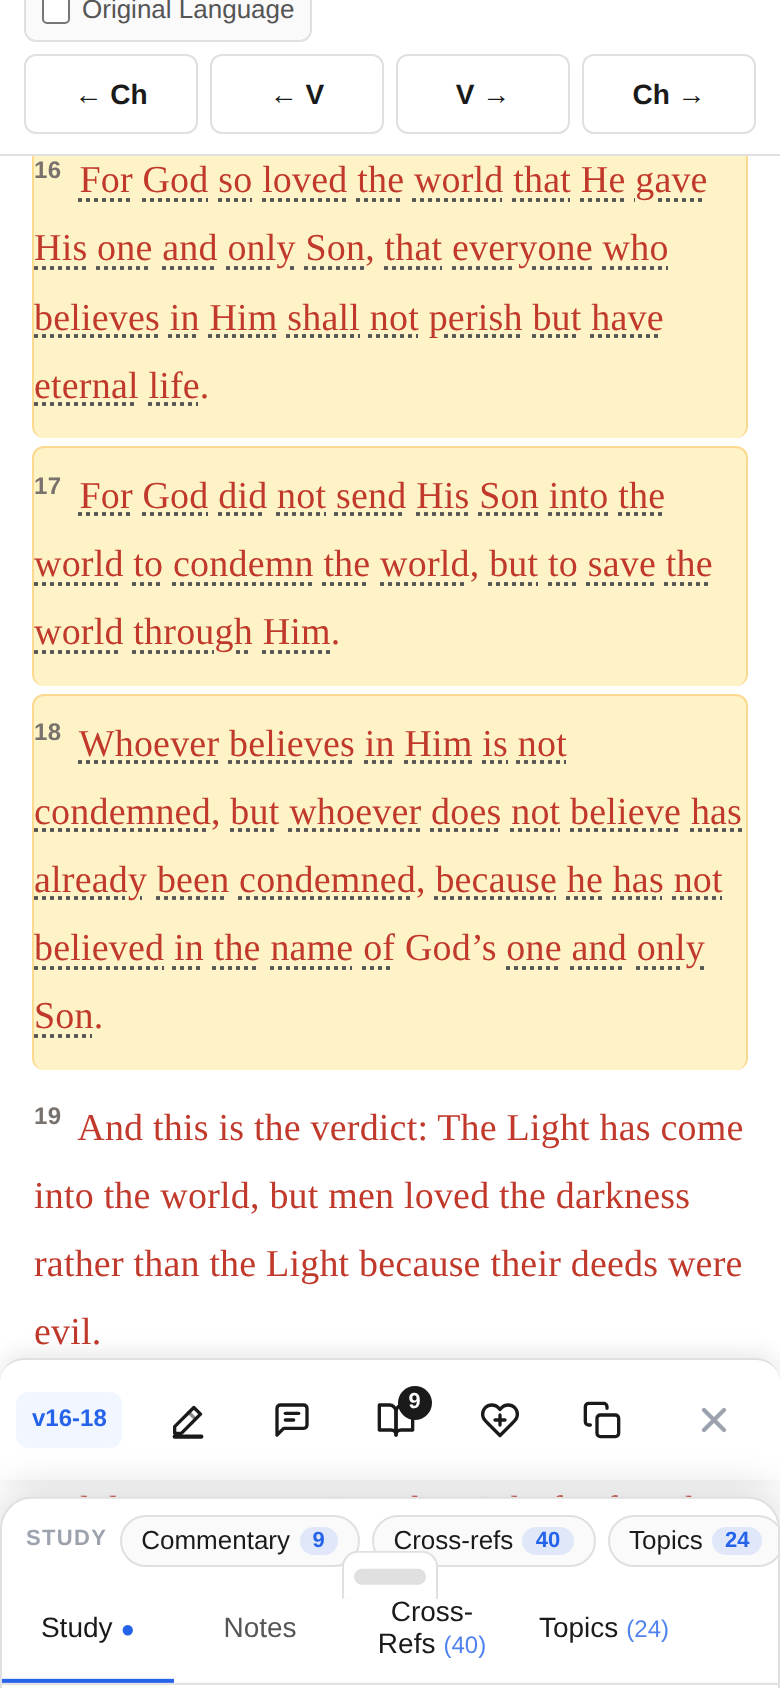 Original Language
← Ch
← V
V →
Ch →
16 For God so loved the world that He gave
His one and only Son, that everyone who
believes in Him shall not perish but have
eternal life.
17 For God did not send His Son into the
world to condemn the world, but to save the
world through Him.
18 Whoever believes in Him is not
condemned, but whoever does not believe has
already been condemned, because he has not
believed in the name of God’s one and only
Son.
19 And this is the verdict: The Light has come
into the world, but men loved the darkness
rather than the Light because their deeds were
evil.
v16-18
9
STUDY
Commentary 9
Cross-refs 40
Topics 24
Study
Notes
Cross-
Refs (40)
Topics (24)